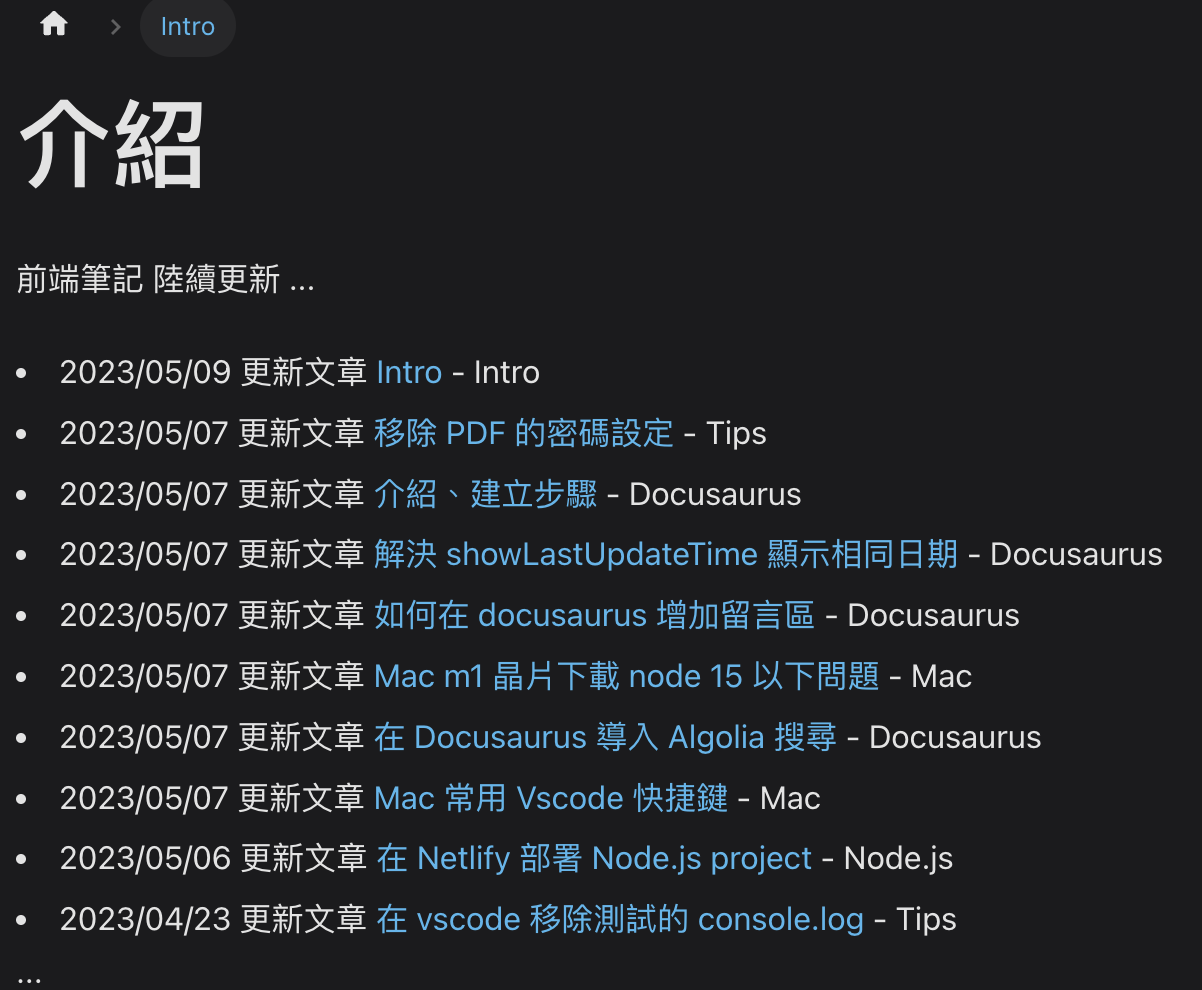 Intro
介紹
前端筆記 陸續更新 ...
2023/05/09 更新文章 Intro - Intro
2023/05/07 更新文章 移除 PDF 的密碼設定 - Tips
2023/05/07 更新文章 介紹、建立步驟 - Docusaurus
2023/05/07 更新文章 解決 showLastUpdateTime 顯示相同日期 - Docusaurus
2023/05/07 更新文章 如何在 docusaurus 增加留言區 - Docusaurus
2023/05/07 更新文章 Mac m1 晶片下載 node 15 以下問題 - Mac
2023/05/07 更新文章 在 Docusaurus 導入 Algolia 搜尋 - Docusaurus
2023/05/07 更新文章 Mac 常用 Vscode 快捷鍵 - Mac
2023/05/06 更新文章 在 Netlify 部署 Node.js project - Node.js
2023/04/23 更新文章 在 vscode 移除測試的 console.log - Tips
...